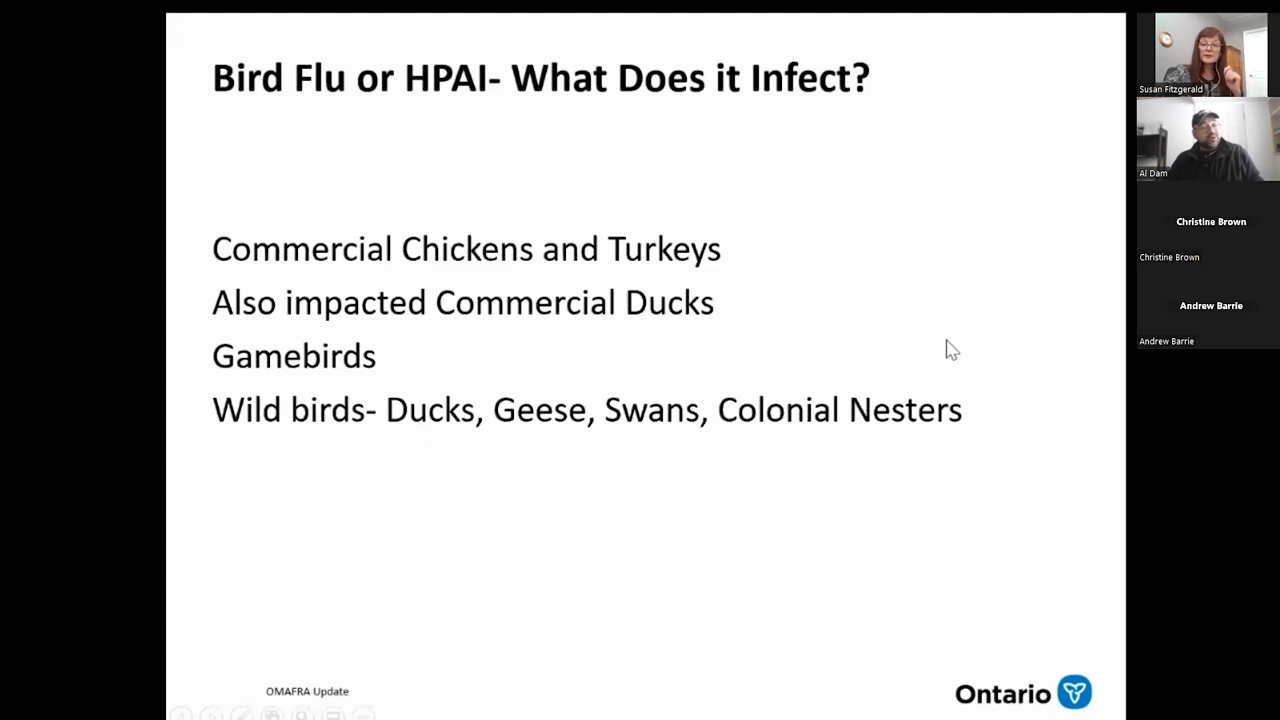 Bird Flu or HPAI- What Does it Infect?
Commercial Chickens and Turkeys
Also impacted Commercial Ducks
Gamebirds
Wild birds- Ducks, Geese, Swans, Colonial Nesters
OMAFRA Update
Ontario
Susan Fitzgerald
Al Dam
Christine Brown
Christine Brown
Andrew Barrie
Andrew Barrie